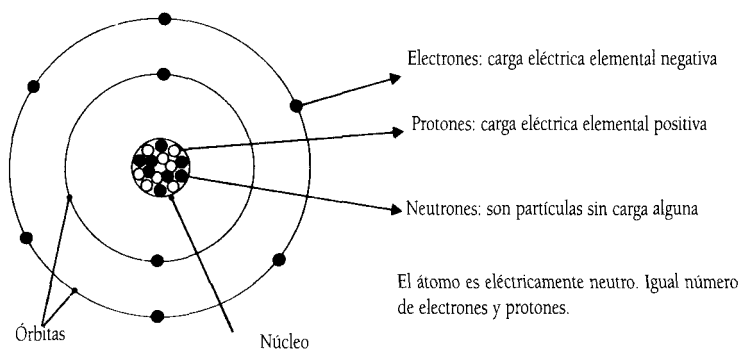 Electrones: carga eléctrica elemental negativa
Protones: carga eléctrica elemental positiva
Neutrones: son partículas sin carga alguna
El átomo es eléctricamente neutro. Igual número
de electrones y protones.
Órbitas
Núcleo